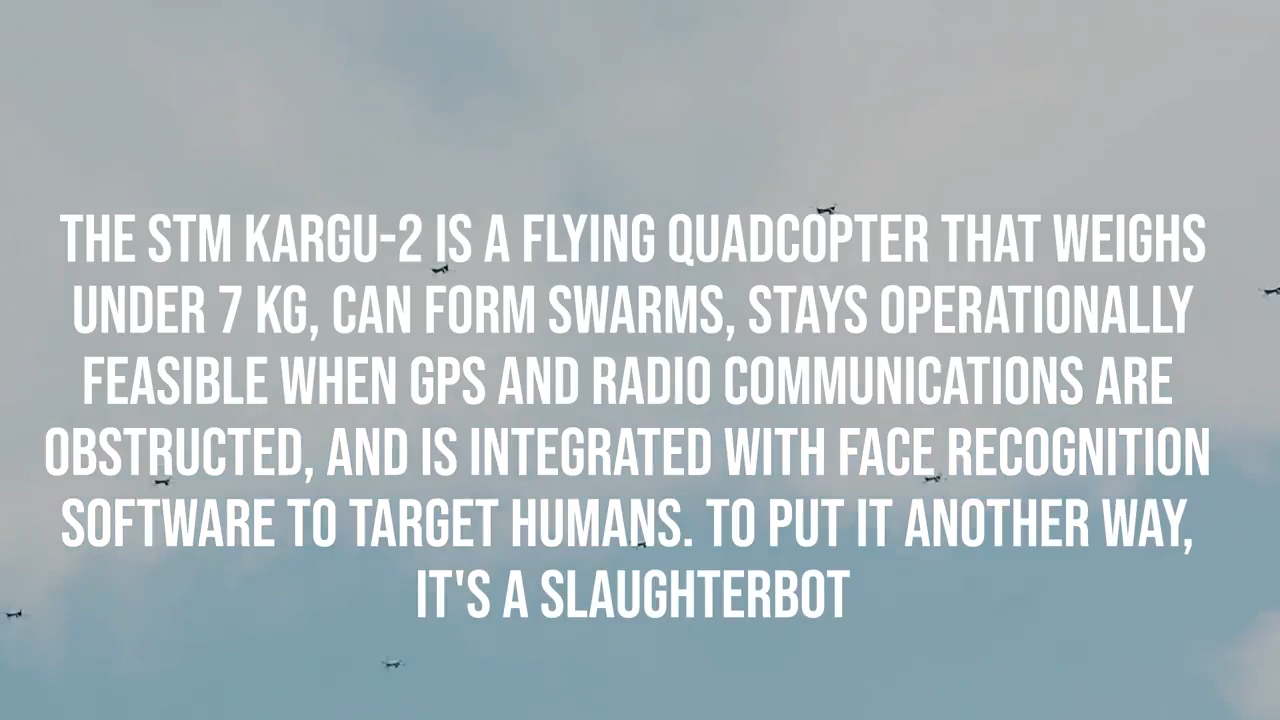 THE STM KARGU-2 IS A FLYING QUADCOPTER THAT WEIGHS
UNDER 7 KG, CAN FORM SWARMS, STAYS OPERATIONALLY
FEASIBLE WHEN GPS AND RADIO COMMUNICATIONS ARE
OBSTRUCTED, AND IS INTEGRATED WITH FACE RECOGNITION
SOFTWARE TO TARGET HUMANS. TO PUT IT ANOTHER WAY,
IT'S A SLAUGHTERBOT